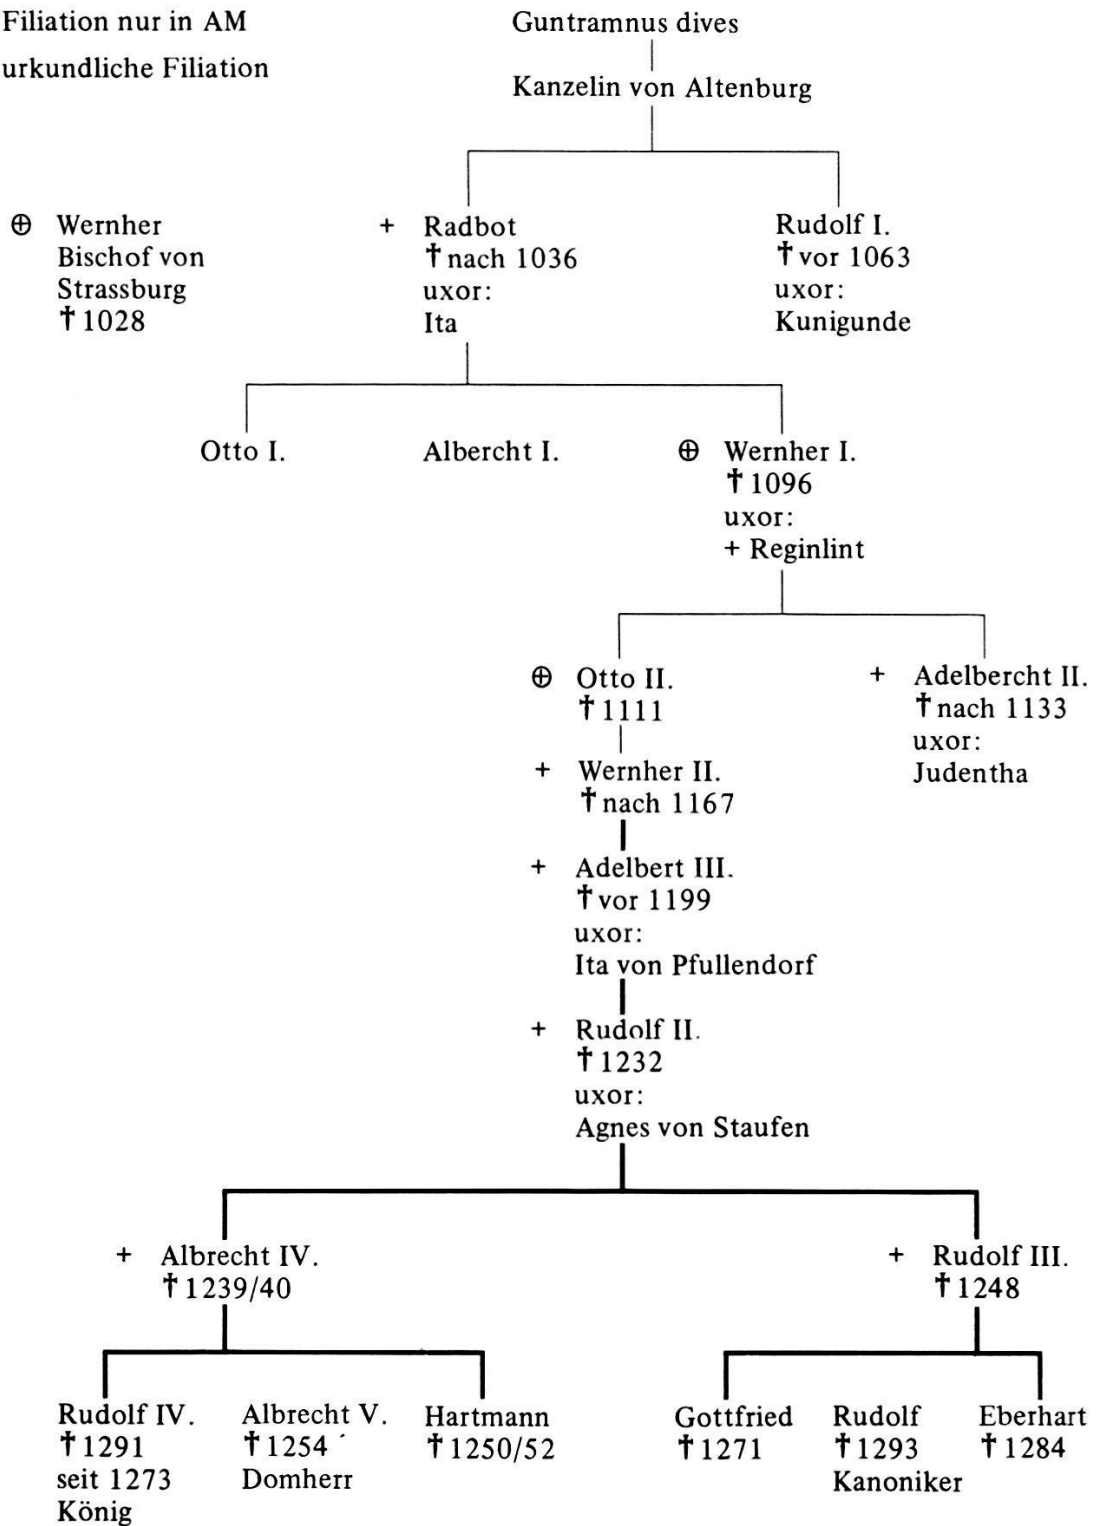 Filiation nur in AM
urkundliche Filiation
Guntramnus dives
Kanzelin von Altenburg
⊕ Wernher
Bischof von
Strassburg
† 1028
+ Radbot
† nach 1036
uxor:
Ita
Rudolf I.
† vor 1063
uxor:
Kunigunde
Otto I.
Albercht I.
⊕ Wernher I.
† 1096
uxor:
+ Reginlint
⊕ Otto II.
† 1111
+ Adelbercht II.
† nach 1133
uxor:
Judentha
+ Wernher II.
† nach 1167
+ Adelbert III.
† vor 1199
uxor:
Ita von Pfullendorf
+ Rudolf II.
† 1232
uxor:
Agnes von Staufen
+ Albrecht IV.
† 1239/40
+ Rudolf III.
† 1248
Rudolf IV.
† 1291
seit 1273
König
Albrecht V.
† 1254
Domherr
Hartmann
† 1250/52
Gottfried
† 1271
Rudolf
† 1293
Kanoniker
Eberhart
† 1284